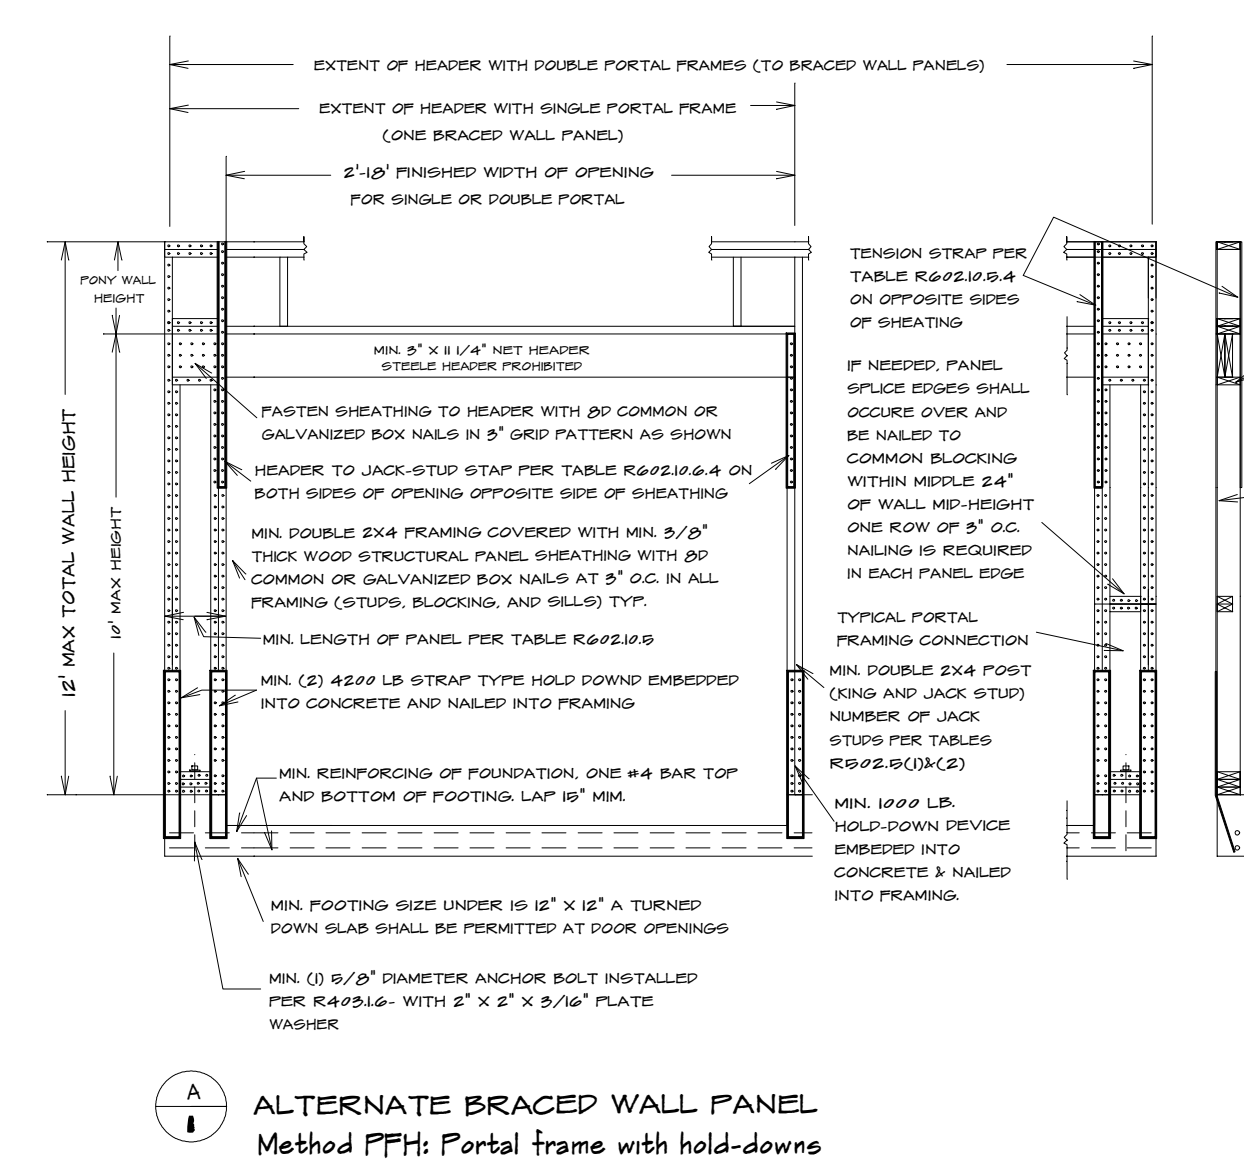 EXTENT OF HEADER WITH DOUBLE PORTAL FRAMES (TO BRACED WALL PANELS)
EXTENT OF HEADER WITH SINGLE PORTAL FRAME
(ONE BRACED WALL PANEL)
2'-18' FINISHED WIDTH OF OPENING
FOR SINGLE OR DOUBLE PORTAL
PONY WALL
HEIGHT
12' MAX TOTAL WALL HEIGHT
10' MAX HEIGHT
MIN. 3" X 11 1/4" NET HEADER
STEELE HEADER PROHIBITED
FASTEN SHEATHING TO HEADER WITH 8D COMMON OR
GALVANIZED BOX NAILS IN 3" GRID PATTERN AS SHOWN
HEADER TO JACK-STUD STAP PER TABLE R602.10.6.4 ON
BOTH SIDES OF OPENING OPPOSITE SIDE OF SHEATHING
MIN. DOUBLE 2X4 FRAMING COVERED WITH MIN. 3/8"
THICK WOOD STRUCTURAL PANEL SHEATHING WITH 8D
COMMON OR GALVANIZED BOX NAILS AT 3" O.C. IN ALL
FRAMING (STUDS, BLOCKING, AND SILLS) TYP.
MIN. LENGTH OF PANEL PER TABLE R602.10.5
MIN. (2) 4200 LB STRAP TYPE HOLD DOWND EMBEDDED
INTO CONCRETE AND NAILED INTO FRAMING
MIN. REINFORCING OF FOUNDATION, ONE #4 BAR TOP
AND BOTTOM OF FOOTING. LAP 15" MIM.
MIN. FOOTING SIZE UNDER IS 12" X 12" A TURNED
DOWN SLAB SHALL BE PERMITTED AT DOOR OPENINGS
MIN. (1) 5/8" DIAMETER ANCHOR BOLT INSTALLED
PER R403.1.6- WITH 2" X 2" X 3/16" PLATE
WASHER
TENSION STRAP PER
TABLE R602.10.5.4
ON OPPOSITE SIDES
OF SHEATING
IF NEEDED, PANEL
SPLICE EDGES SHALL
OCCURE OVER AND
BE NAILED TO
COMMON BLOCKING
WITHIN MIDDLE 24"
OF WALL MID-HEIGHT
ONE ROW OF 3" O.C.
NAILING IS REQUIRED
IN EACH PANEL EDGE
TYPICAL PORTAL
FRAMING CONNECTION
MIN. DOUBLE 2X4 POST
(KING AND JACK STUD)
NUMBER OF JACK
STUDS PER TABLES
R502.5(1)&(2)
MIN. 1000 LB.
HOLD-DOWN DEVICE
EMBEDED INTO
CONCRETE & NAILED
INTO FRAMING.
A
1
ALTERNATE BRACED WALL PANEL
Method PFH: Portal frame with hold-downs